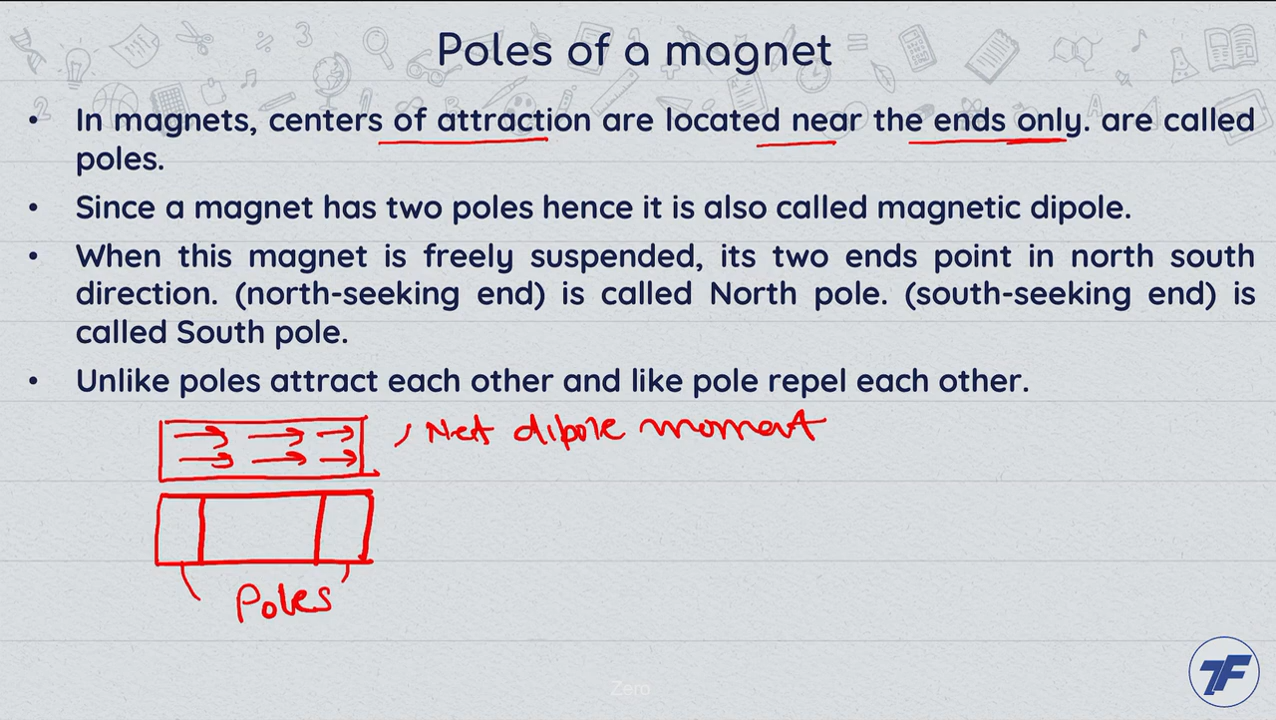 Poles of a magnet
• In magnets, centers of attraction are located near the ends only. are called
poles.
• Since a magnet has two poles hence it is also called magnetic dipole.
• When this magnet is freely suspended, its two ends point in north south
direction. (north-seeking end) is called North pole. (south-seeking end) is
called South pole.
• Unlike poles attract each other and like pole repel each other.
Net dipole moment
Poles
Zero
7F